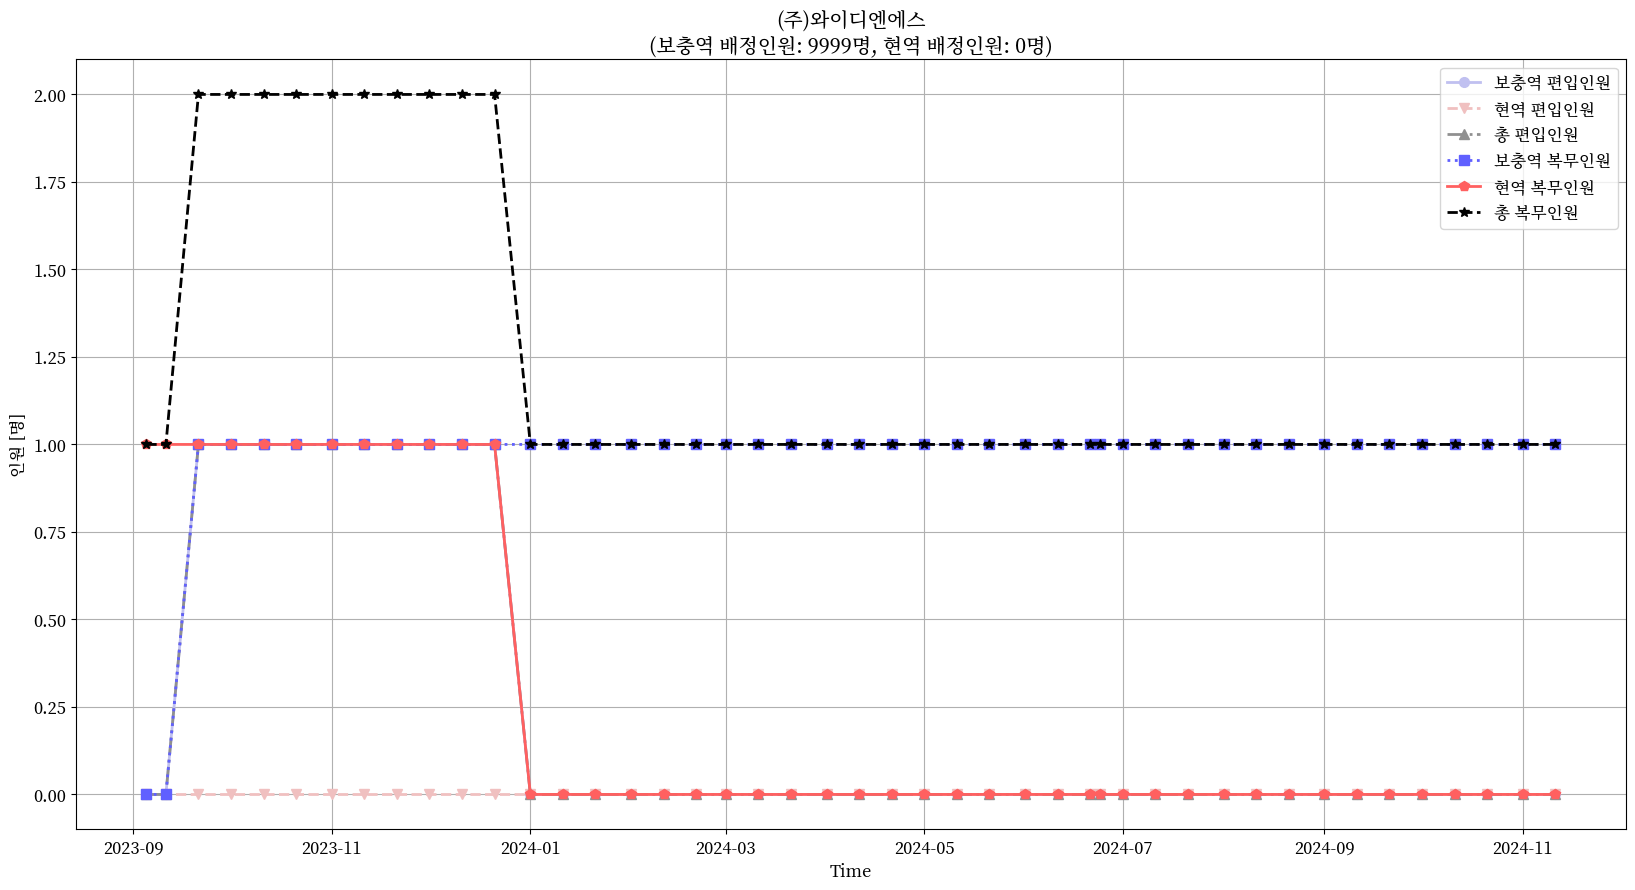 (주)와이디엔에스
(보충역 배정인원: 9999명, 현역 배정인원: 0명)
보충역 편입인원
현역 편입인원
총 편입인원
보충역 복무인원
현역 복무인원
총 복무인원
인원 [명]
2.00
1.75
1.50
1.25
1.00
0.75
0.50
0.25
0.00
2023-09
2023-11
2024-01
2024-03
2024-05
2024-07
2024-09
2024-11
Time